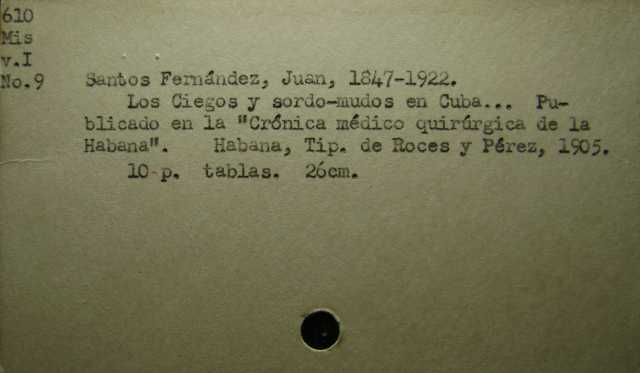 610
Mis
v.I
No.9 Santos Fernández, Juan, 1847-1922.
Los Ciegos y sordo-mudos en Cuba... Pu-
blicado en la "Crónica médico quirúrgica de la
Habana". Habana, Tip. de Roces y Pérez, 1905.
10 p. tablas. 26cm.